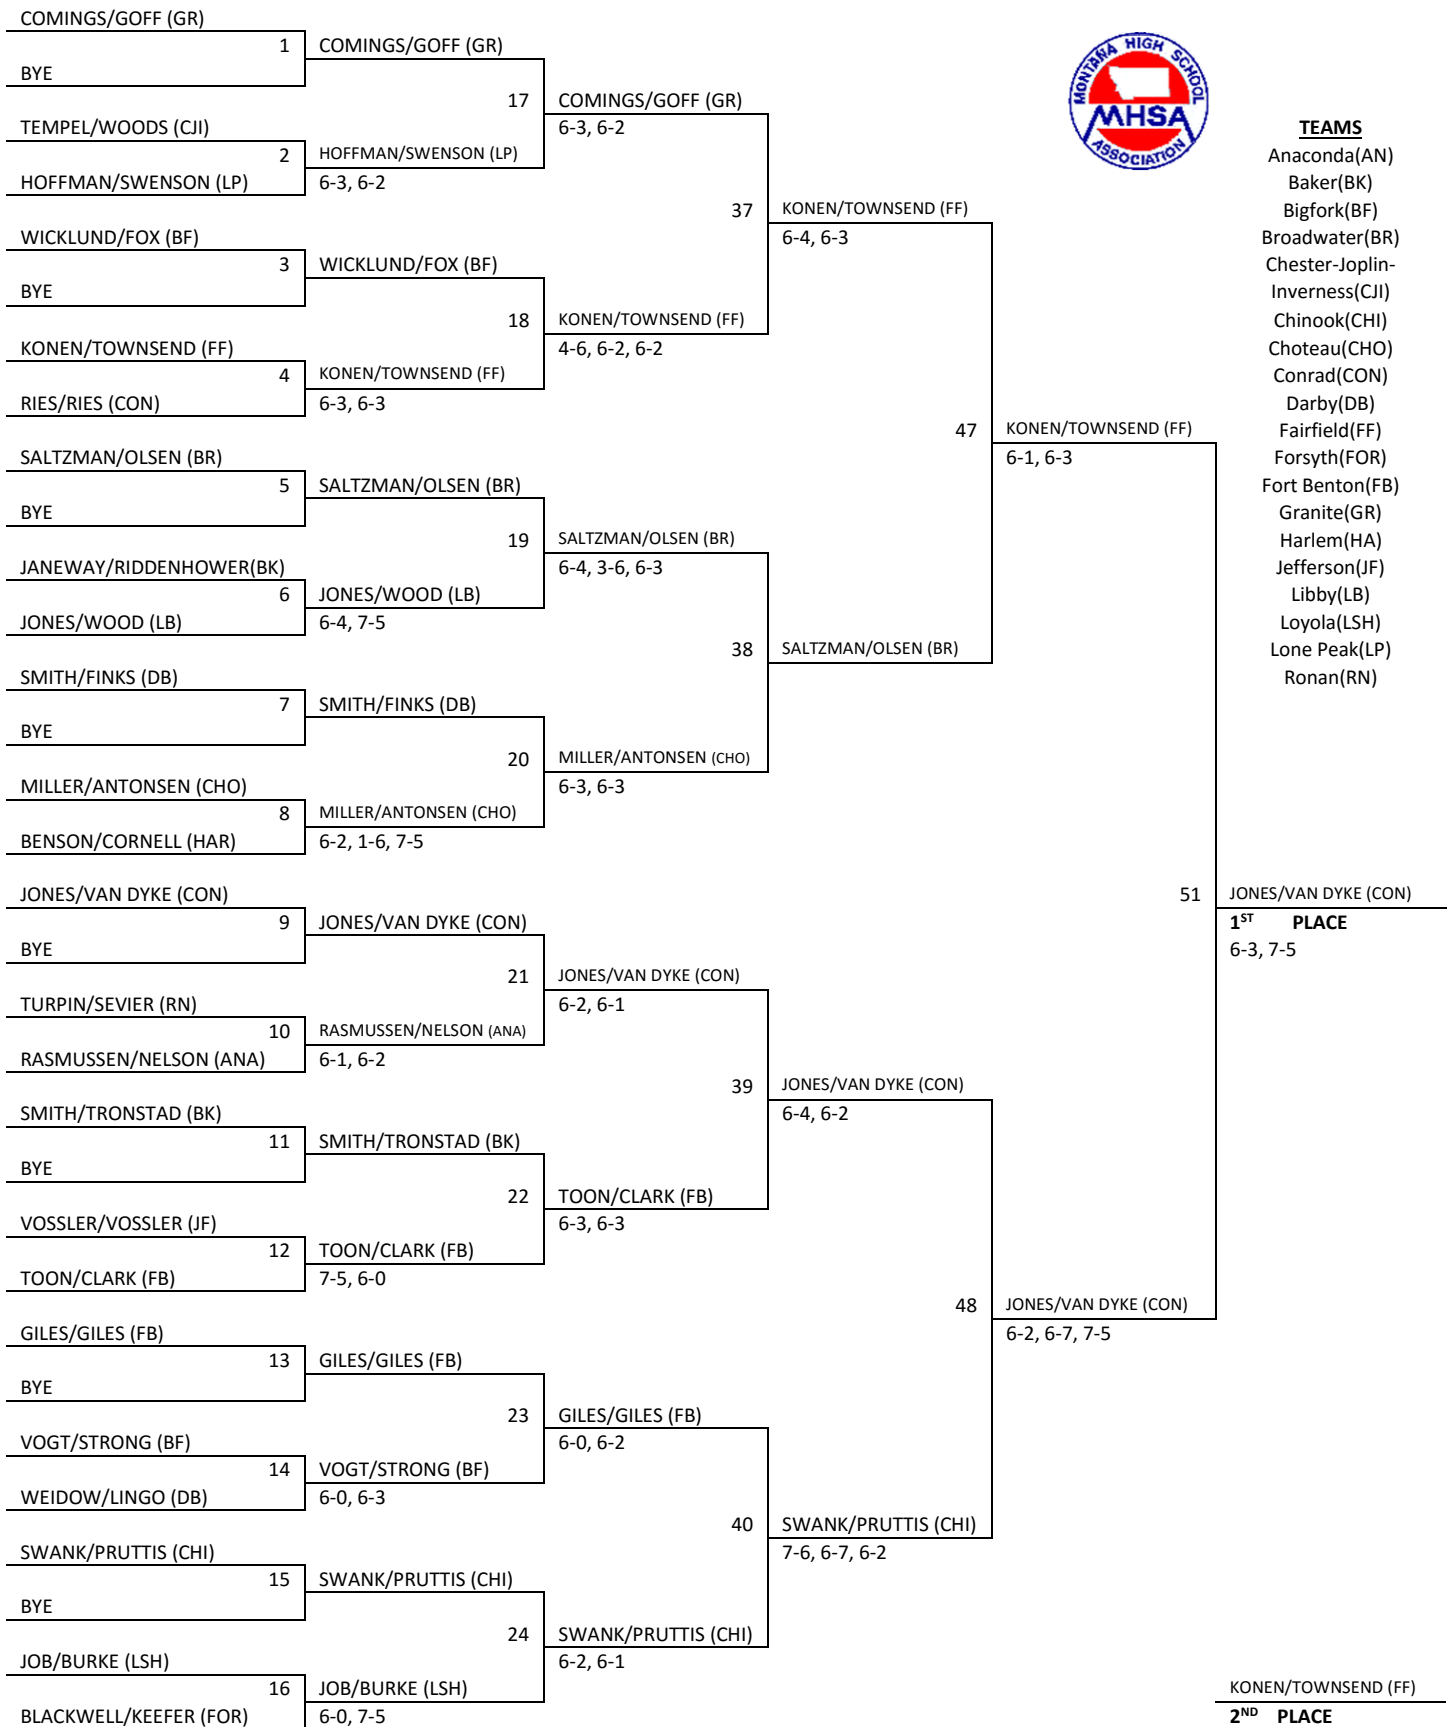 COMINGS/GOFF (GR)
1
COMINGS/GOFF (GR)
BYE
17
COMINGS/GOFF (GR)
6-3, 6-2
TEMPEL/WOODS (CJI)
2
HOFFMAN/SWENSON (LP)
HOFFMAN/SWENSON (LP)
6-3, 6-2
37
KONEN/TOWNSEND (FF)
6-4, 6-3
WICKLUND/FOX (BF)
3
WICKLUND/FOX (BF)
BYE
18
KONEN/TOWNSEND (FF)
4-6, 6-2, 6-2
KONEN/TOWNSEND (FF)
4
KONEN/TOWNSEND (FF)
RIES/RIES (CON)
6-3, 6-3
47
KONEN/TOWNSEND (FF)
6-1, 6-3
SALTZMAN/OLSEN (BR)
5
SALTZMAN/OLSEN (BR)
BYE
19
SALTZMAN/OLSEN (BR)
6-4, 3-6, 6-3
JANEWAY/RIDDENHOWER(BK)
6
JONES/WOOD (LB)
JONES/WOOD (LB)
6-4, 7-5
38
SALTZMAN/OLSEN (BR)
SMITH/FINKS (DB)
7
SMITH/FINKS (DB)
BYE
20
MILLER/ANTONSEN (CHO)
6-3, 6-3
MILLER/ANTONSEN (CHO)
8
MILLER/ANTONSEN (CHO)
BENSON/CORNELL (HAR)
6-2, 1-6, 7-5
51
JONES/VAN DYKE (CON)
1ST PLACE
6-3, 7-5
JONES/VAN DYKE (CON)
9
JONES/VAN DYKE (CON)
BYE
21
JONES/VAN DYKE (CON)
6-2, 6-1
TURPIN/SEVIER (RN)
10
RASMUSSEN/NELSON (ANA)
RASMUSSEN/NELSON (ANA)
6-1, 6-2
39
JONES/VAN DYKE (CON)
6-4, 6-2
SMITH/TRONSTAD (BK)
11
SMITH/TRONSTAD (BK)
BYE
22
TOON/CLARK (FB)
6-3, 6-3
VOSSLER/VOSSLER (JF)
12
TOON/CLARK (FB)
TOON/CLARK (FB)
7-5, 6-0
48
JONES/VAN DYKE (CON)
6-2, 6-7, 7-5
GILES/GILES (FB)
13
GILES/GILES (FB)
BYE
23
GILES/GILES (FB)
6-0, 6-2
VOGT/STRONG (BF)
14
VOGT/STRONG (BF)
WEIDOW/LINGO (DB)
6-0, 6-3
40
SWANK/PRUTTIS (CHI)
7-6, 6-7, 6-2
SWANK/PRUTTIS (CHI)
15
SWANK/PRUTTIS (CHI)
BYE
24
SWANK/PRUTTIS (CHI)
6-2, 6-1
JOB/BURKE (LSH)
16
JOB/BURKE (LSH)
BLACKWELL/KEEFER (FOR)
6-0, 7-5
KONEN/TOWNSEND (FF)
2ND PLACE
MONTANA HIGH SCHOOL
MHSA
ASSOCIATION
TEAMS
Anaconda(AN)
Baker(BK)
Bigfork(BF)
Broadwater(BR)
Chester-Joplin-
Inverness(CJI)
Chinook(CHI)
Choteau(CHO)
Conrad(CON)
Darby(DB)
Fairfield(FF)
Forsyth(FOR)
Fort Benton(FB)
Granite(GR)
Harlem(HA)
Jefferson(JF)
Libby(LB)
Loyola(LSH)
Lone Peak(LP)
Ronan(RN)